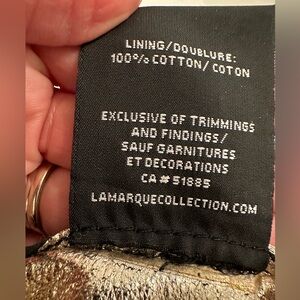 LINING/DOUBLURE:
100% COTTON/ COTON
EXCLUSIVE OF TRIMMINGS
AND FINDINGS/
SAUF GARNITURES
ET DECORATIONS
CA # 51885
LAMARQUECOLLECTION.COM